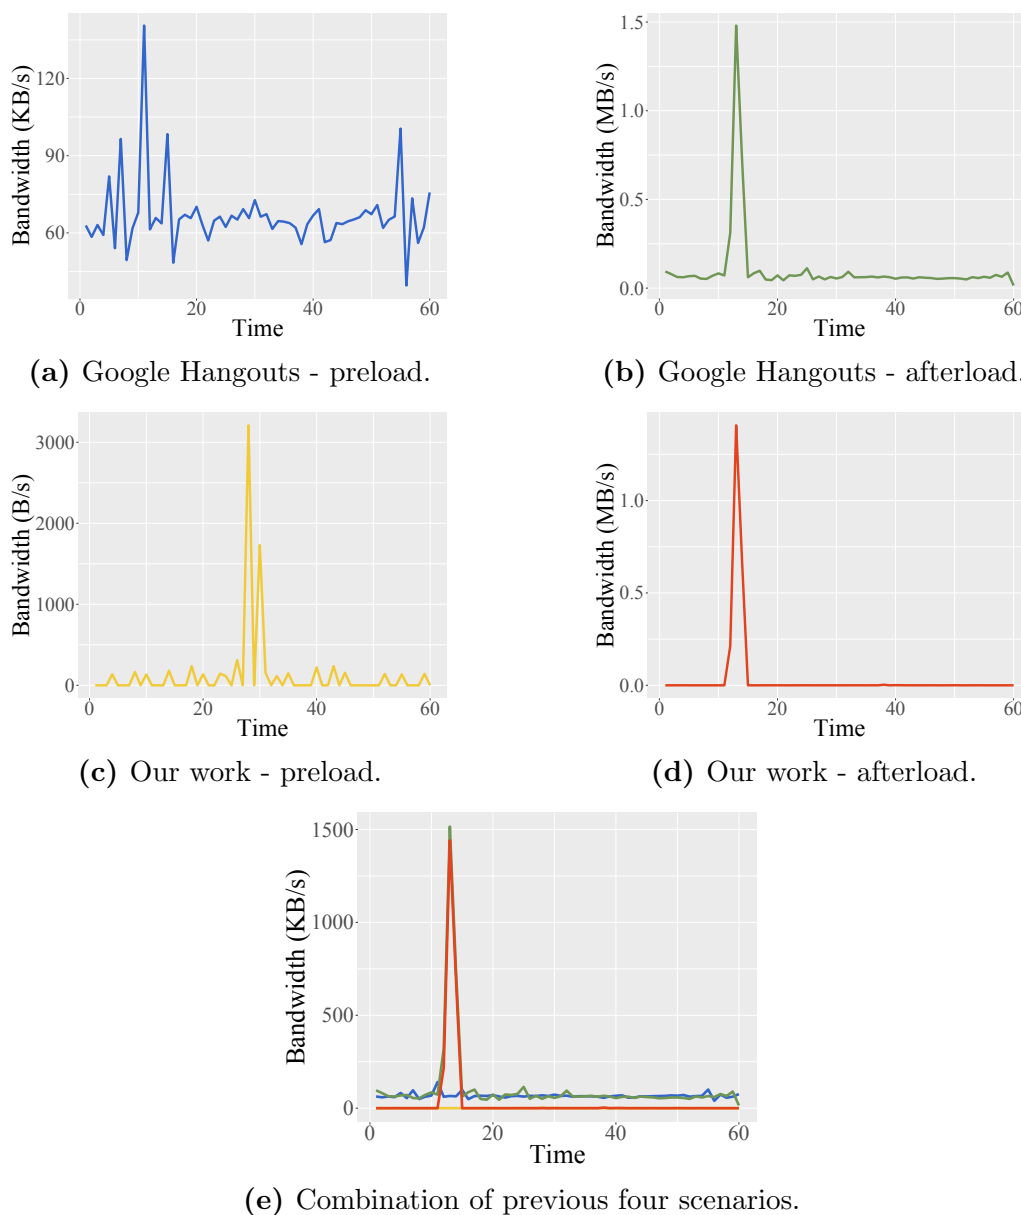 Bandwidth (KB/s)
120
90
60
0
20
40
60
Time
(a) Google Hangouts - preload.
Bandwidth (MB/s)
1.5
1.0
0.5
0.0
0
20
40
60
Time
(b) Google Hangouts - afterload.
Bandwidth (B/s)
3000
2000
1000
0
0
20
40
60
Time
(c) Our work - preload.
Bandwidth (MB/s)
1.0
0.5
0.0
0
20
40
60
Time
(d) Our work - afterload.
Bandwidth (KB/s)
1500
1000
500
0
0
20
40
60
Time
(e) Combination of previous four scenarios.